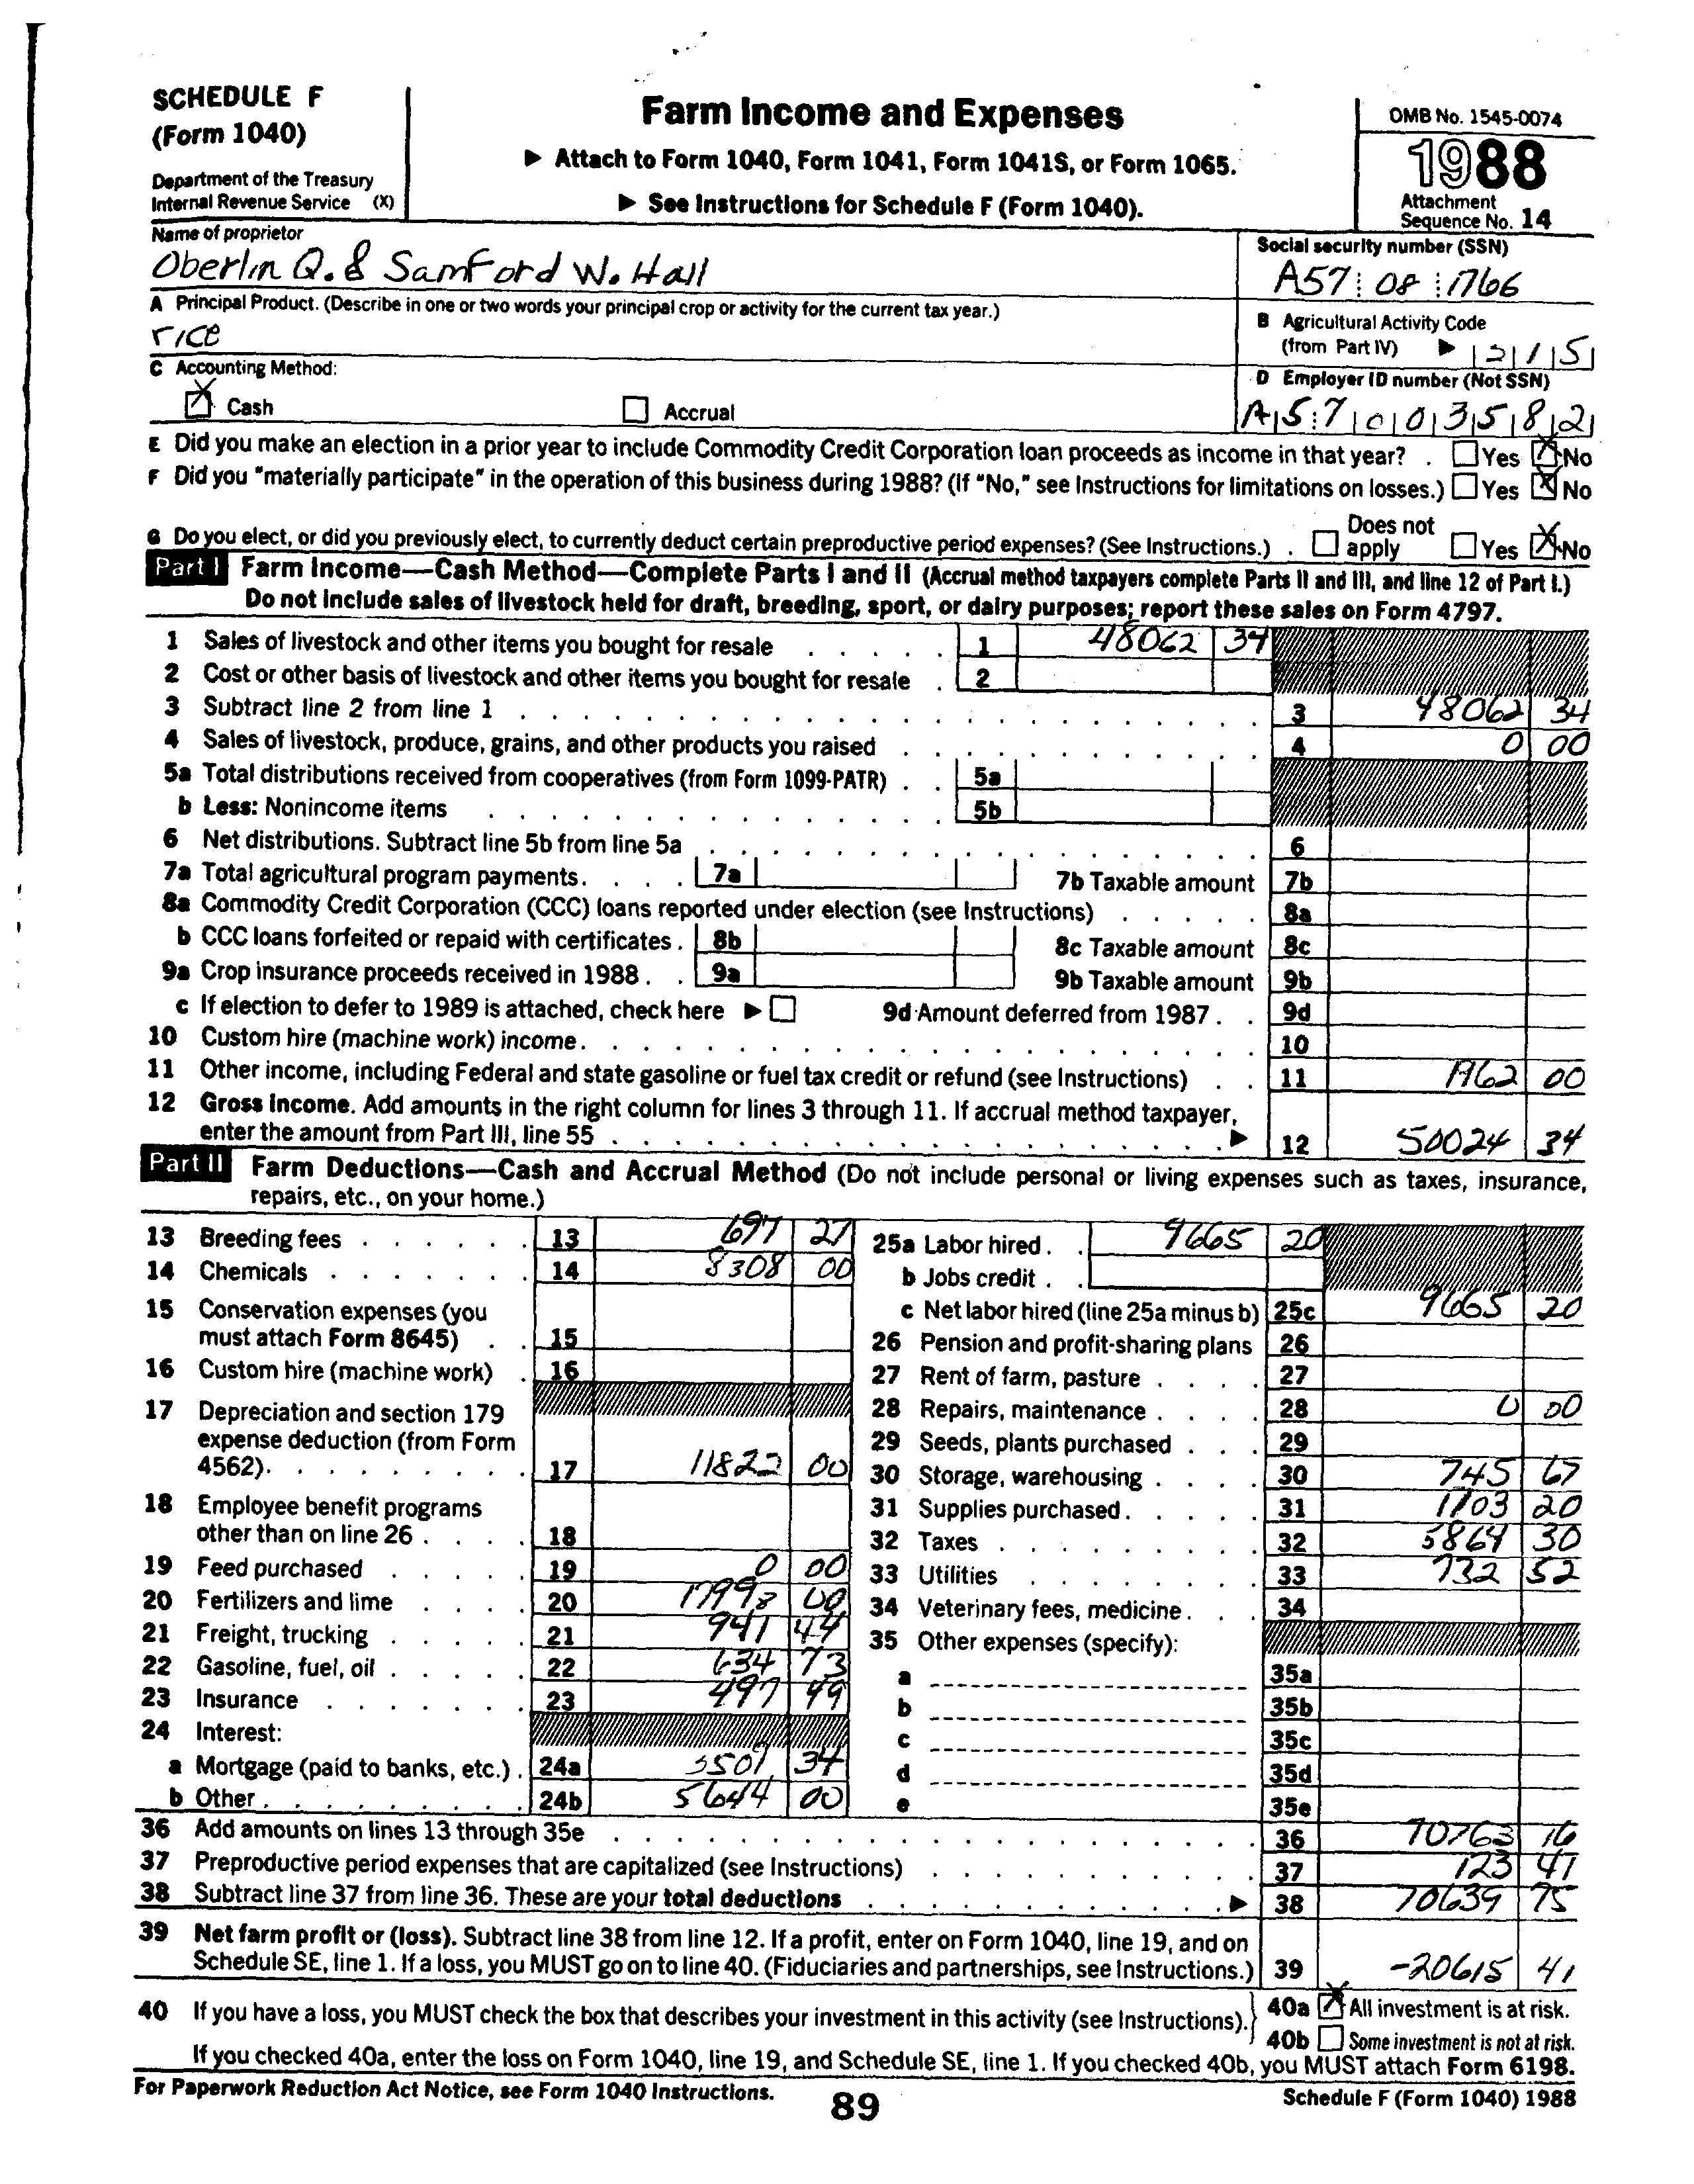 SCHEDULE F
(Form 1040)
Department of the Treasury
Internal Revenue Service (X)
Farm Income and Expenses
▶ Attach to Form 1040, Form 1041, Form 1041S, or Form 1065.
▶ See Instructions for Schedule F (Form 1040).
OMB No. 1545-0074
1988
Attachment
Sequence No. 14
Name of proprietor
Oberlin Q. & Samford W. Hall
Social security number (SSN)
A57 08 1766
A Principal Product. (Describe in one or two words your principal crop or activity for the current tax year.)
rice
B Agricultural Activity Code
(from Part IV) ▶ 2 1 5
C Accounting Method:
Cash Accrual
D Employer ID number (Not SSN)
A 5 7 0 0 3 5 8 2
E Did you make an election in a prior year to include Commodity Credit Corporation loan proceeds as income in that year? . Yes No
F Did you "materially participate" in the operation of this business during 1988? (If "No," see Instructions for limitations on losses.) Yes No
G Do you elect, or did you previously elect, to currently deduct certain preproductive period expenses? (See Instructions.) . Does not apply Yes No
Part I Farm Income—Cash Method—Complete Parts I and II (Accrual method taxpayers complete Parts II and III, and line 12 of Part I.)
Do not include sales of livestock held for draft, breeding, sport, or dairy purposes; report these sales on Form 4797.
1 Sales of livestock and other items you bought for resale 1 48062 34
2 Cost or other basis of livestock and other items you bought for resale 2
3 Subtract line 2 from line 1 3 48062 34
4 Sales of livestock, produce, grains, and other products you raised 4 0 00
5a Total distributions received from cooperatives (from Form 1099-PATR) 5a
b Less: Nonincome items 5b
6 Net distributions. Subtract line 5b from line 5a 6
7a Total agricultural program payments. 7a 7b Taxable amount 7b
8a Commodity Credit Corporation (CCC) loans reported under election (see Instructions) 8a
b CCC loans forfeited or repaid with certificates . 8b 8c Taxable amount 8c
9a Crop insurance proceeds received in 1988 . 9a 9b Taxable amount 9b
c If election to defer to 1989 is attached, check here ▶ 9d Amount deferred from 1987 . 9d
10 Custom hire (machine work) income. 10
11 Other income, including Federal and state gasoline or fuel tax credit or refund (see Instructions) 11 1962 00
12 Gross Income. Add amounts in the right column for lines 3 through 11. If accrual method taxpayer,
enter the amount from Part III, line 55 ▶ 12 50024 34
Part II Farm Deductions—Cash and Accrual Method (Do not include personal or living expenses such as taxes, insurance,
repairs, etc., on your home.)
13 Breeding fees 13 697 27
14 Chemicals 14 8308 00
15 Conservation expenses (you
must attach Form 8645) 15
16 Custom hire (machine work) 16
17 Depreciation and section 179
expense deduction (from Form
4562). 17 11822 00
18 Employee benefit programs
other than on line 26 . 18
19 Feed purchased 19 0 00
20 Fertilizers and lime 20 17998 00
21 Freight, trucking 21 941 44
22 Gasoline, fuel, oil 22 634 73
23 Insurance 23 497 49
24 Interest:
a Mortgage (paid to banks, etc.) . 24a 5509 34
b Other . 24b 5644 00
25a Labor hired . 9665 20
b Jobs credit .
c Net labor hired (line 25a minus b) 25c 9665 20
26 Pension and profit-sharing plans 26
27 Rent of farm, pasture 27
28 Repairs, maintenance 28 0 00
29 Seeds, plants purchased 29
30 Storage, warehousing 30 745 67
31 Supplies purchased . 31 1703 20
32 Taxes 32 5864 30
33 Utilities 33 732 52
34 Veterinary fees, medicine . 34
35 Other expenses (specify):
a 35a
b 35b
c 35c
d 35d
e 35e
36 Add amounts on lines 13 through 35e 36 70763 16
37 Preproductive period expenses that are capitalized (see Instructions) 37 123 41
38 Subtract line 37 from line 36. These are your total deductions ▶ 38 70639 75
39 Net farm profit or (loss). Subtract line 38 from line 12. If a profit, enter on Form 1040, line 19, and on
Schedule SE, line 1. If a loss, you MUST go on to line 40. (Fiduciaries and partnerships, see Instructions.) 39 -20615 41
40 If you have a loss, you MUST check the box that describes your investment in this activity (see Instructions). 40a All investment is at risk.
40b Some investment is not at risk.
If you checked 40a, enter the loss on Form 1040, line 19, and Schedule SE, line 1. If you checked 40b, you MUST attach Form 6198.
For Paperwork Reduction Act Notice, see Form 1040 Instructions.
89
Schedule F (Form 1040) 1988